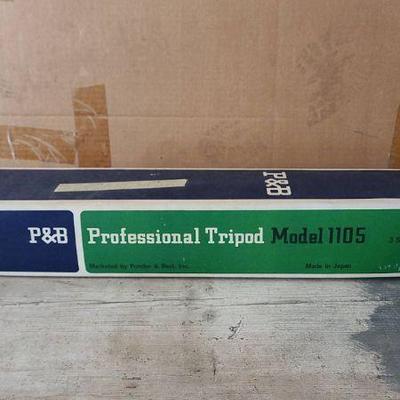 P&B
P&B Professional Tripod Model 1105
Marketed by Ponder & Best, Inc. Made in Japan